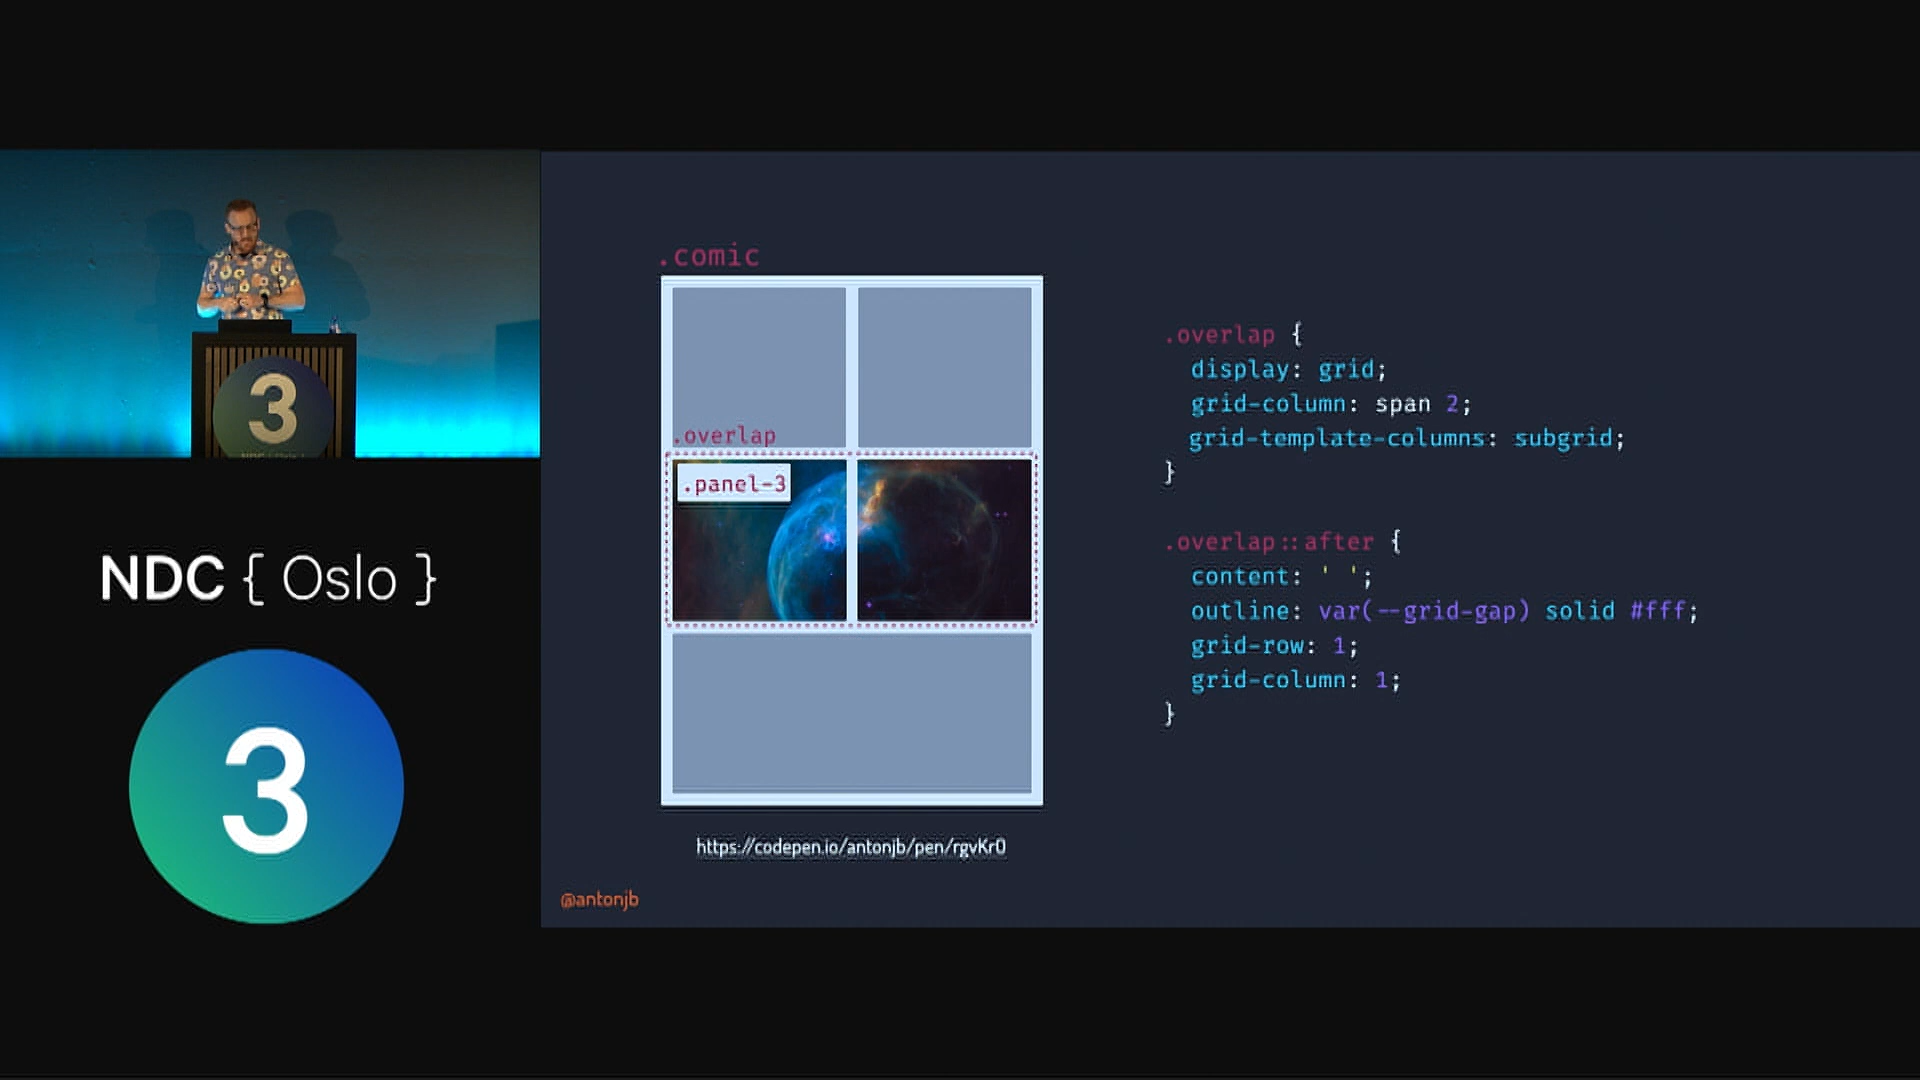 3
NDC { Oslo }
3
.comic
.overlap
.panel-3
https://codepen.io/antonjb/pen/rgvKrO
@antonjb
.overlap {
display: grid;
grid-column: span 2;
grid-template-columns: subgrid;
}
.overlap::after {
content: ' ';
outline: var(--grid-gap) solid #fff;
grid-row: 1;
grid-column: 1;
}